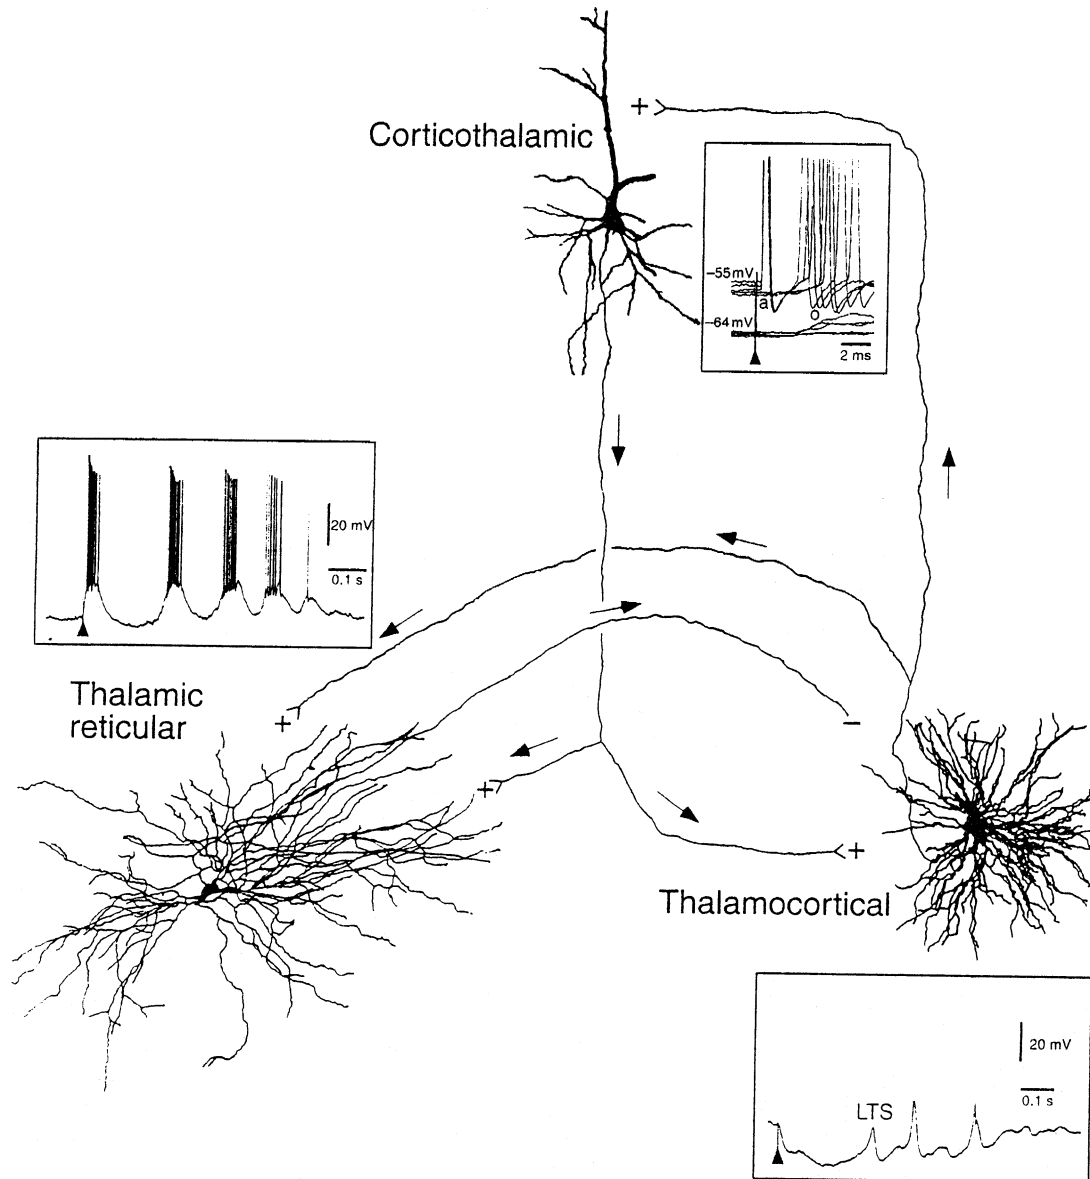 +
Corticothalamic
−55mV
a
o
−64mV
2 ms
20 mV
0.1 s
Thalamic
reticular
+
−
+
+
Thalamocortical
20 mV
LTS
0.1 s